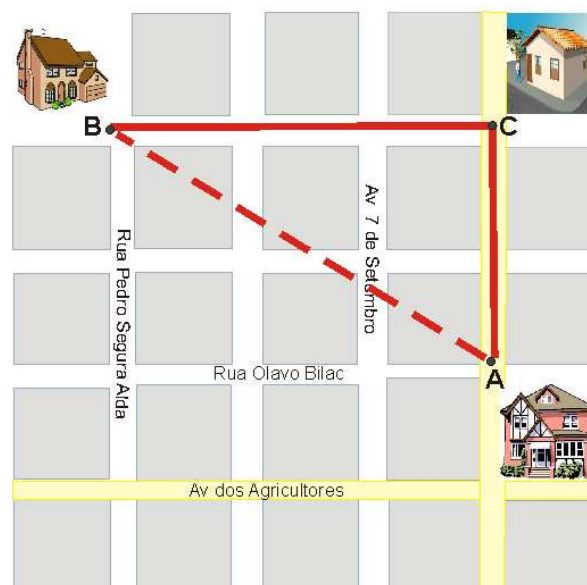 B
C
Av 7 de Setembro
Rua Pedro Segura Alda
Rua Olavo Bilac
A
Av dos Agricultores